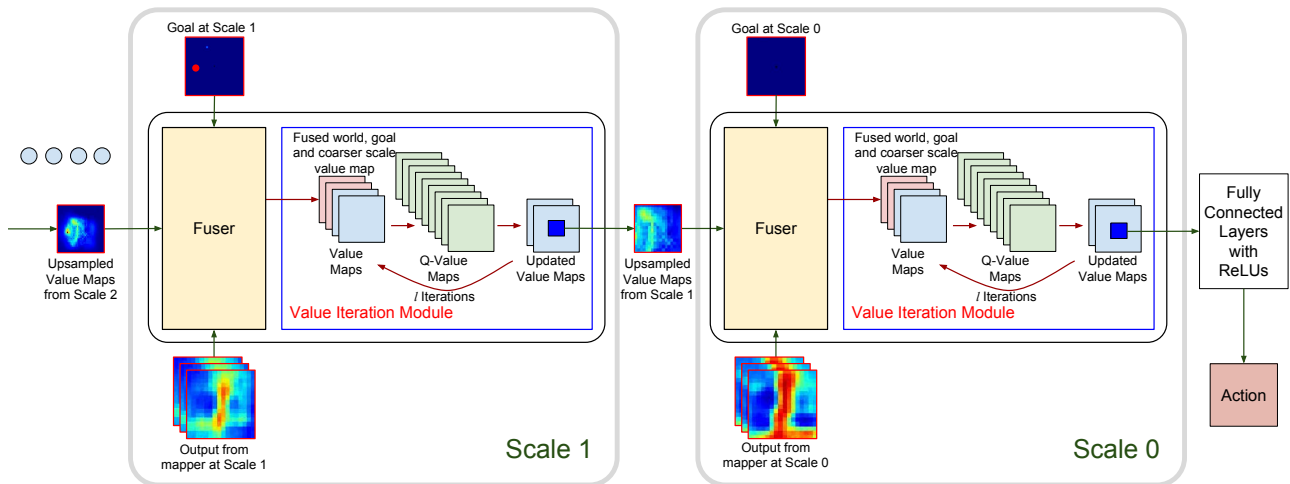 Goal at Scale 1
Fuser
Fused world, goal
and coarser scale
value map
Value
Maps
Q-Value
Maps
Updated
Value Maps
l Iterations
Value Iteration Module
Upsampled
Value Maps
from Scale 2
Output from
mapper at Scale 1
Scale 1
Upsampled
Value Maps
from Scale 1
Goal at Scale 0
Fuser
Fused world, goal
and coarser scale
value map
Value
Maps
Q-Value
Maps
Updated
Value Maps
l Iterations
Value Iteration Module
Output from
mapper at Scale 0
Scale 0
Fully
Connected
Layers
with
ReLUs
Action